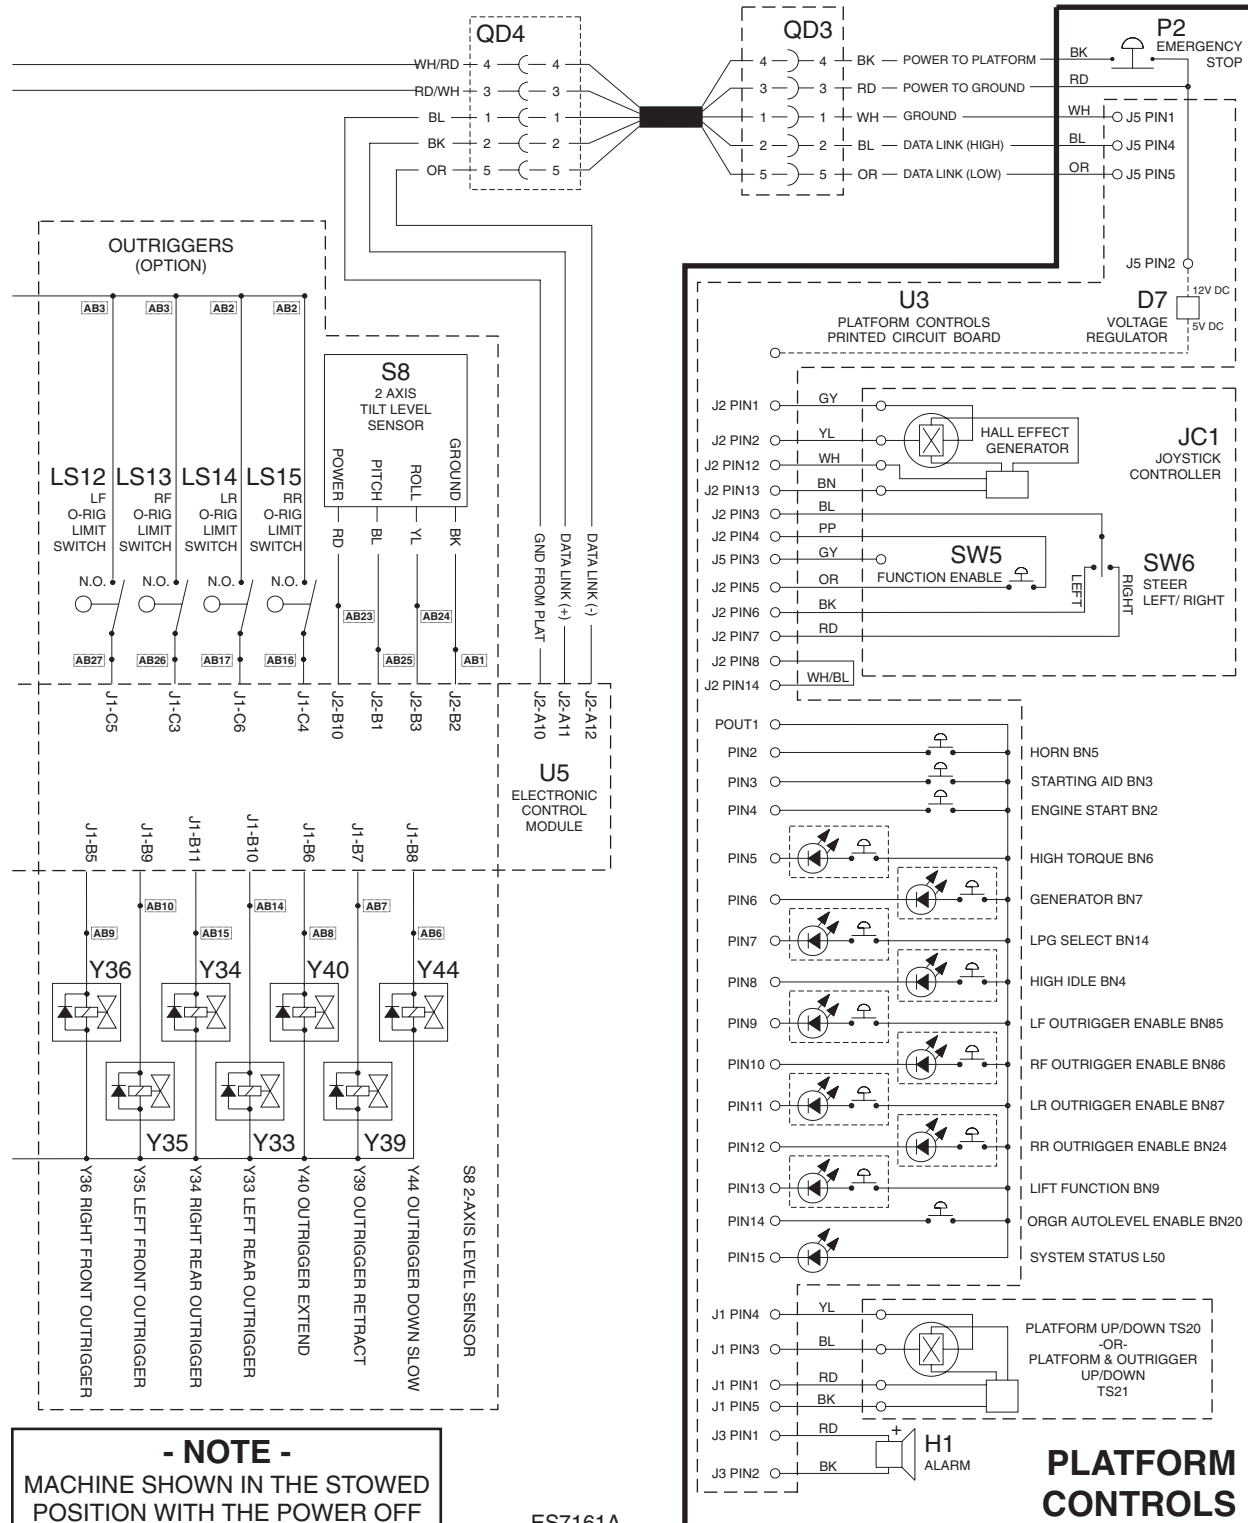 QD4
WH/RD 4 4
RD/WH 3 3
BL 1 1
BK 2 2
OR 5 5
QD3
4 4 BK POWER TO PLATFORM BK
3 3 RD POWER TO GROUND RD
1 1 WH GROUND WH J5 PIN1
2 2 BL DATA LINK (HIGH) BL J5 PIN4
5 5 OR DATA LINK (LOW) OR J5 PIN5
P2
EMERGENCY
STOP
J5 PIN2
12V DC
D7
VOLTAGE
REGULATOR
5V DC
U3
PLATFORM CONTROLS
PRINTED CIRCUIT BOARD
OUTRIGGERS
(OPTION)
AB3 AB3 AB2 AB2
S8
2 AXIS
TILT LEVEL
SENSOR
POWER PITCH ROLL GROUND
RD BL YL BK
LS12 LS13 LS14 LS15
LF RF LR RR
O-RIG O-RIG O-RIG O-RIG
LIMIT LIMIT LIMIT LIMIT
SWITCH SWITCH SWITCH SWITCH
N.O. N.O. N.O. N.O.
GND FROM PLAT
DATA LINK (+)
DATA LINK (-)
AB23 AB24
AB27 AB26 AB17 AB16 AB25 AB1
J1-C5 J1-C3 J1-C6 J1-C4 J2-B10 J2-B1 J2-B3 J2-B2 J2-A10 J2-A11 J2-A12
U5
ELECTRONIC
CONTROL
MODULE
J1-B5 J1-B9 J1-B11 J1-B10 J1-B6 J1-B7 J1-B8
AB10 AB14 AB7
AB9 AB15 AB8 AB6
Y36 Y34 Y40 Y44
Y35 Y33 Y39
Y36 RIGHT FRONT OUTRIGGER
Y35 LEFT FRONT OUTRIGGER
Y34 RIGHT REAR OUTRIGGER
Y33 LEFT REAR OUTRIGGER
Y40 OUTRIGGER EXTEND
Y39 OUTRIGGER RETRACT
Y44 OUTRIGGER DOWN SLOW
S8 2-AXIS LEVEL SENSOR
J2 PIN1 GY
J2 PIN2 YL
J2 PIN12 WH
J2 PIN13 BN
J2 PIN3 BL
J2 PIN4 PP
J5 PIN3 GY
J2 PIN5 OR
J2 PIN6 BK
J2 PIN7 RD
J2 PIN8
J2 PIN14 WH/BL
HALL EFFECT
GENERATOR
JC1
JOYSTICK
CONTROLLER
SW5
FUNCTION ENABLE
LEFT
RIGHT
SW6
STEER
LEFT/ RIGHT
POUT1
PIN2 HORN BN5
PIN3 STARTING AID BN3
PIN4 ENGINE START BN2
PIN5 HIGH TORQUE BN6
PIN6 GENERATOR BN7
PIN7 LPG SELECT BN14
PIN8 HIGH IDLE BN4
PIN9 LF OUTRIGGER ENABLE BN85
PIN10 RF OUTRIGGER ENABLE BN86
PIN11 LR OUTRIGGER ENABLE BN87
PIN12 RR OUTRIGGER ENABLE BN24
PIN13 LIFT FUNCTION BN9
PIN14 ORGR AUTOLEVEL ENABLE BN20
PIN15 SYSTEM STATUS L50
J1 PIN4 YL
J1 PIN3 BL
J1 PIN1 RD
J1 PIN5 BK
PLATFORM UP/DOWN TS20
-OR-
PLATFORM & OUTRIGGER
UP/DOWN
TS21
J3 PIN1 RD
J3 PIN2 BK
+
H1
ALARM
PLATFORM
CONTROLS
- NOTE -
MACHINE SHOWN IN THE STOWED
POSITION WITH THE POWER OFF
ES7161A